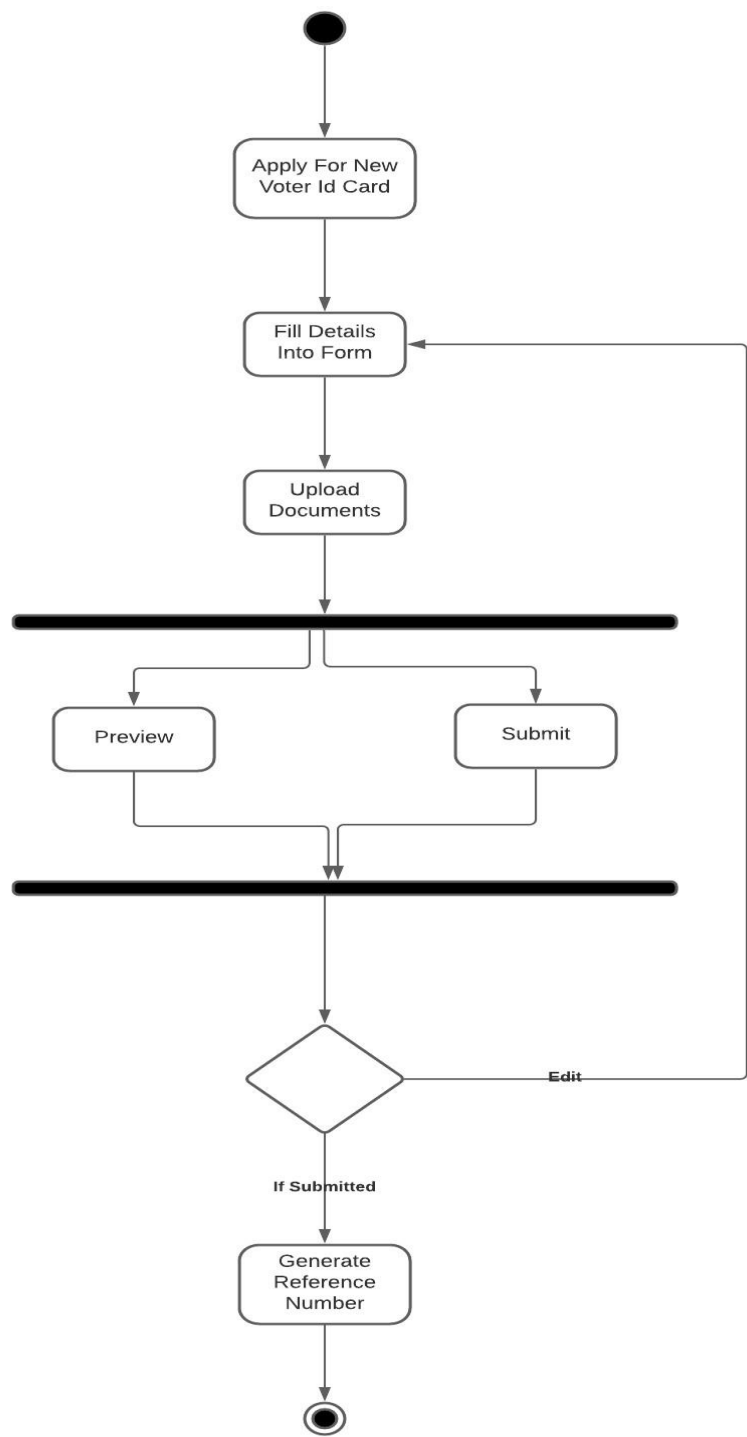 Apply For New
Voter Id Card
Fill Details
Into Form
Upload
Documents
Preview
Submit
Edit
If Submitted
Generate
Reference
Number